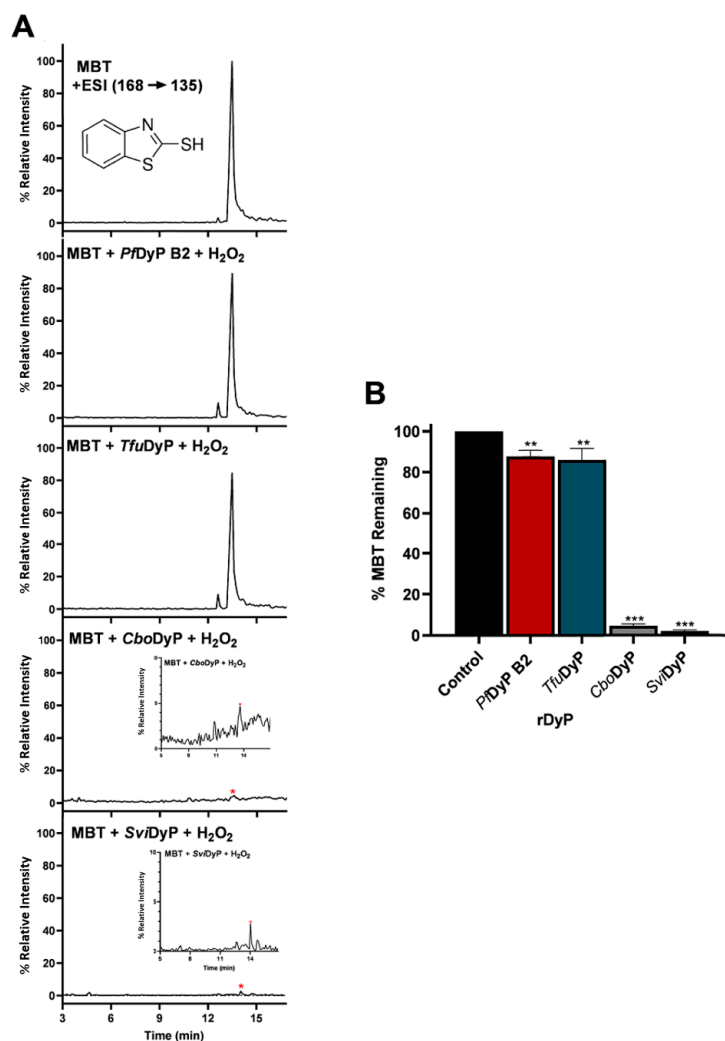 A
MBT
+ESI (168 → 135)
N
S
SH
% Relative Intensity
100
80
60
40
20
0
MBT + PfDyP B2 + H₂O₂
% Relative Intensity
100
80
60
40
20
0
MBT + TfuDyP + H₂O₂
% Relative Intensity
100
80
60
40
20
0
MBT + CboDyP + H₂O₂
% Relative Intensity
100
80
60
40
20
0
*
MBT + CboDyP + H₂O₂
% Relative Intensity
5 8 11 14
MBT + SviDyP + H₂O₂
% Relative Intensity
100
80
60
40
20
0
*
MBT + SviDyP + H₂O₂
% Relative Intensity
10
5
5 8 11 14
Time (min)
3 6 9 12 15
Time (min)
B
% MBT Remaining
100
80
60
40
20
0
** ** *** ***
Control PfDyP B2 TfuDyP CboDyP SviDyP
rDyP